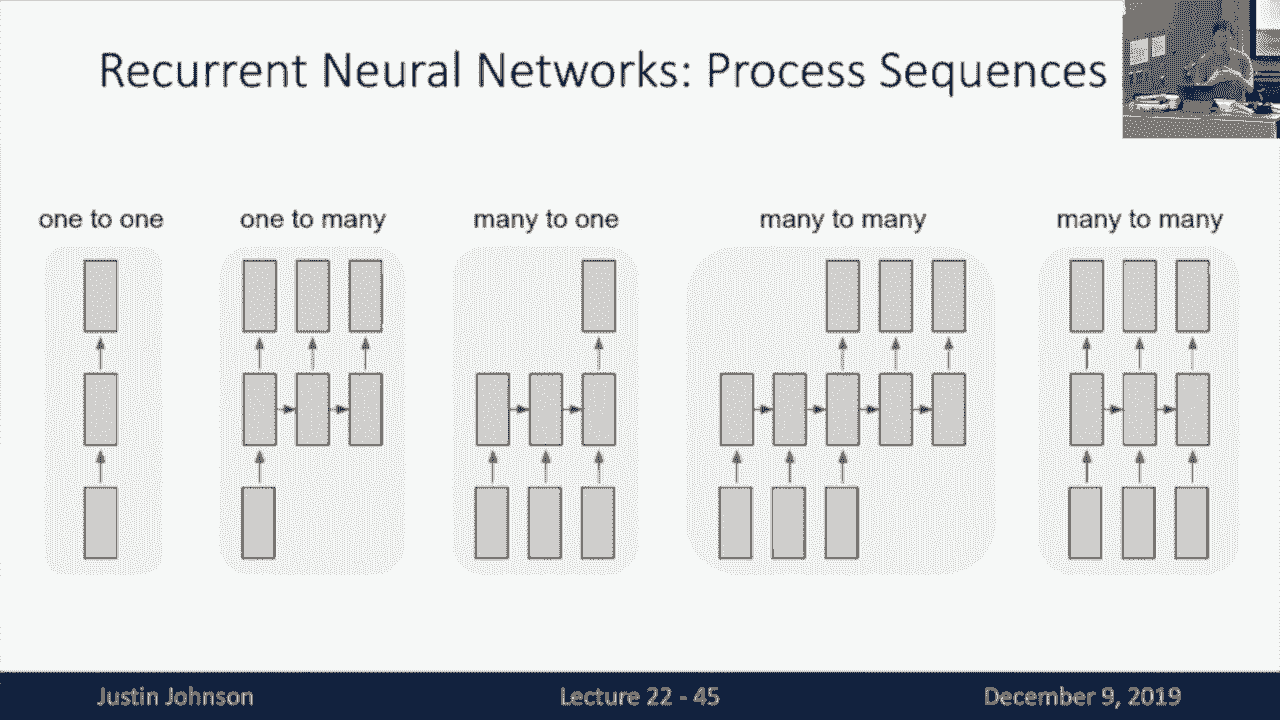 Recurrent Neural Networks: Process Sequences
one to one
one to many
many to one
many to many
many to many
Justin Johnson
Lecture 22 - 45
December 9, 2019